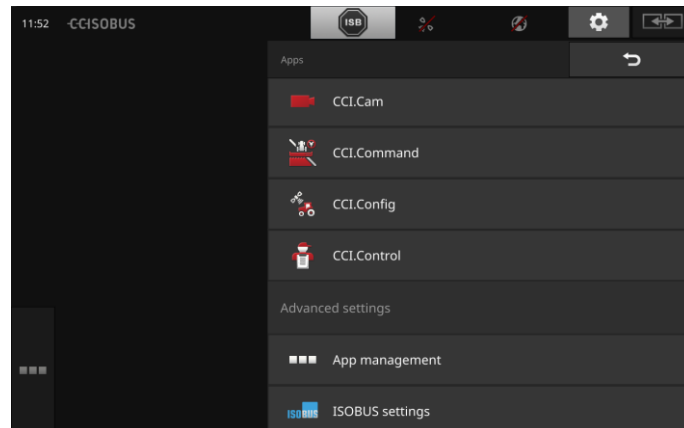 11:52 CCISOBUS ISB
Apps
CCI.Cam
CCI.Command
CCI.Config
CCI.Control
Advanced settings
App management
ISOBUS ISOBUS settings